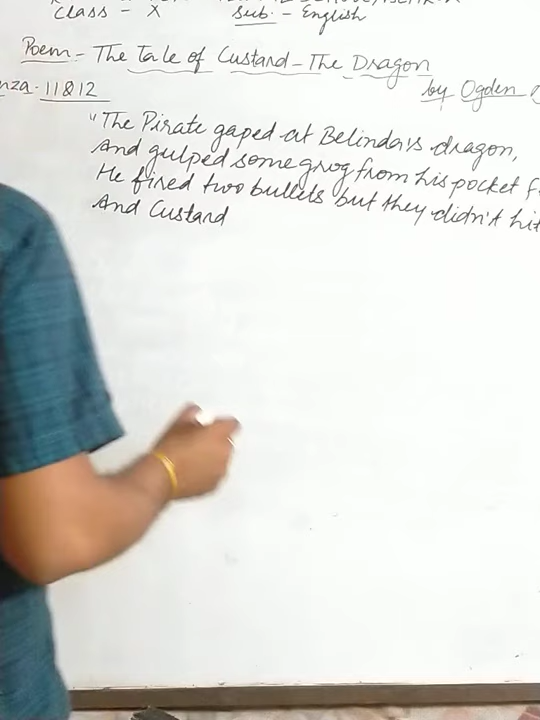 Class - X Sub. - English
Poem - The Tale of Custard - The Dragon
nza - 11 & 12 by Ogden
"The Pirate gaped at Belinda's dragon,
And gulped some grog from his pocket f
He fired two bullets but they didn't hit
And Custard